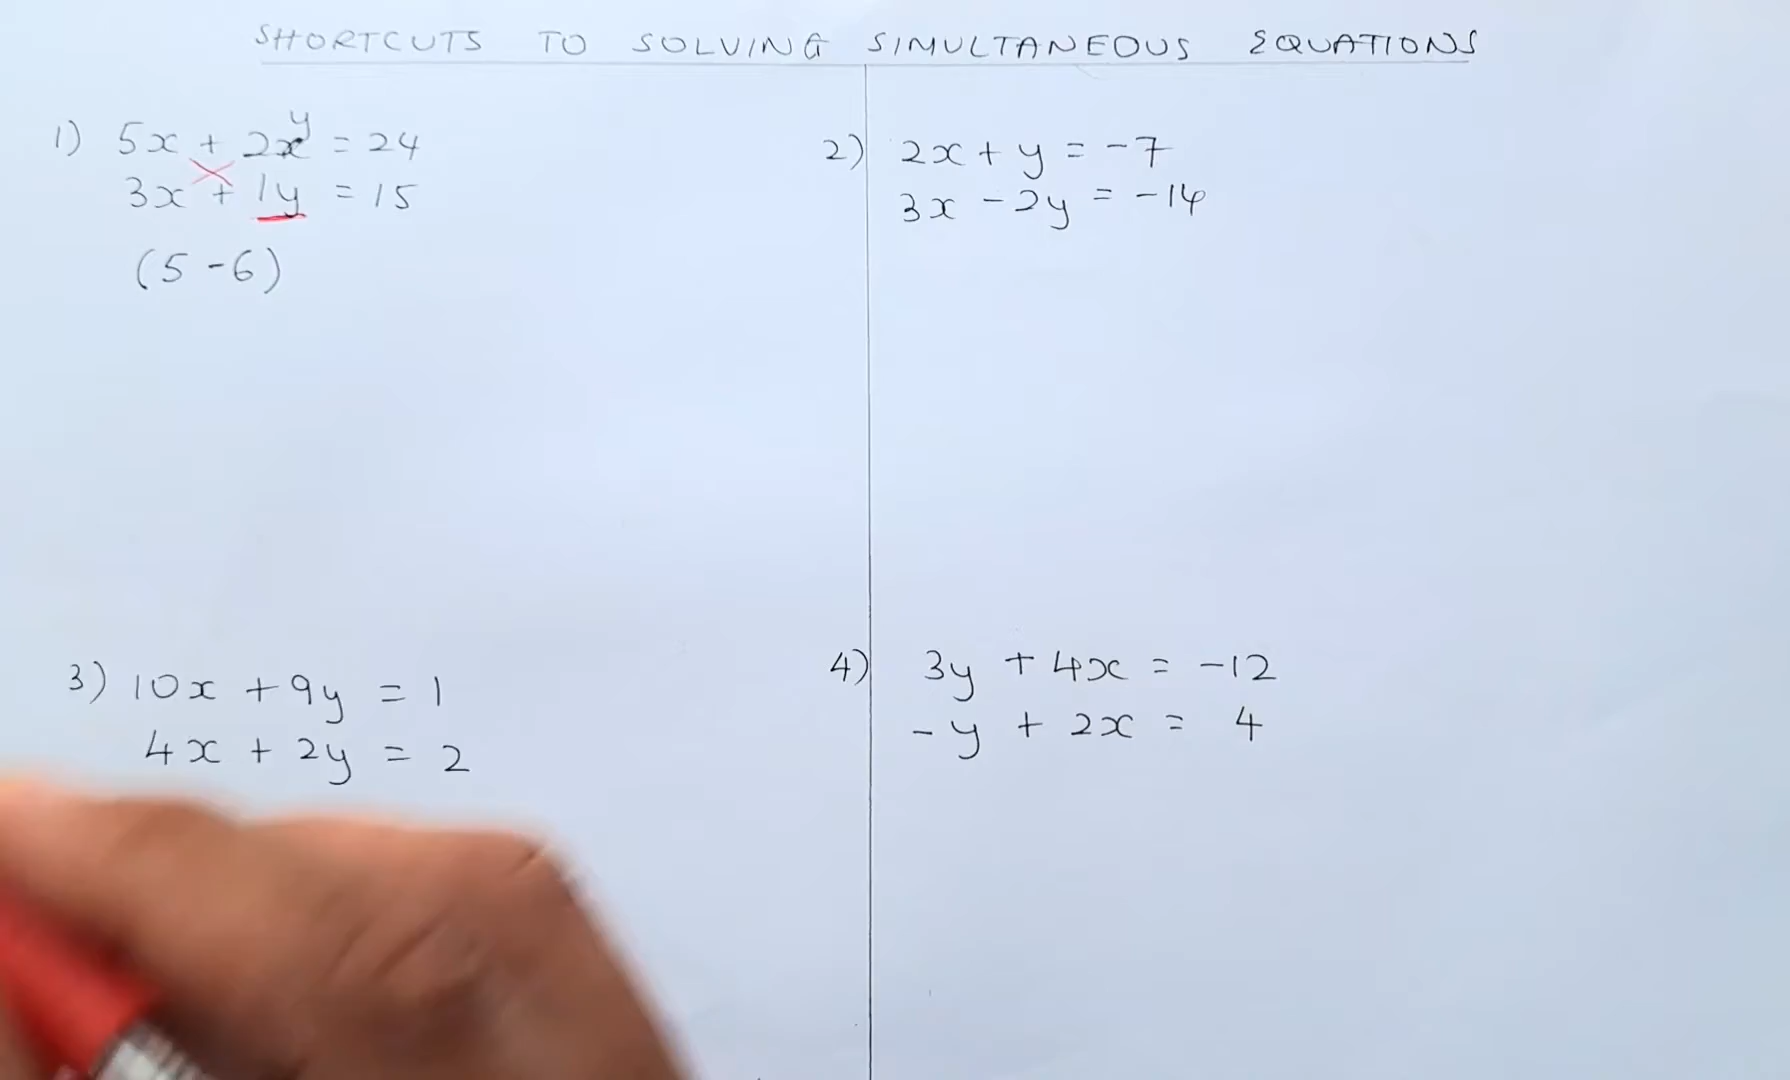 SHORTCUTS TO SOLVING SIMULTANEOUS EQUATIONS
1) 5x + 2y = 24
3x + 1y = 15
(5 - 6)
2) 2x + y = -7
3x - 2y = -14
3) 10x + 9y = 1
4x + 2y = 2
4) 3y + 4x = -12
-y + 2x = 4